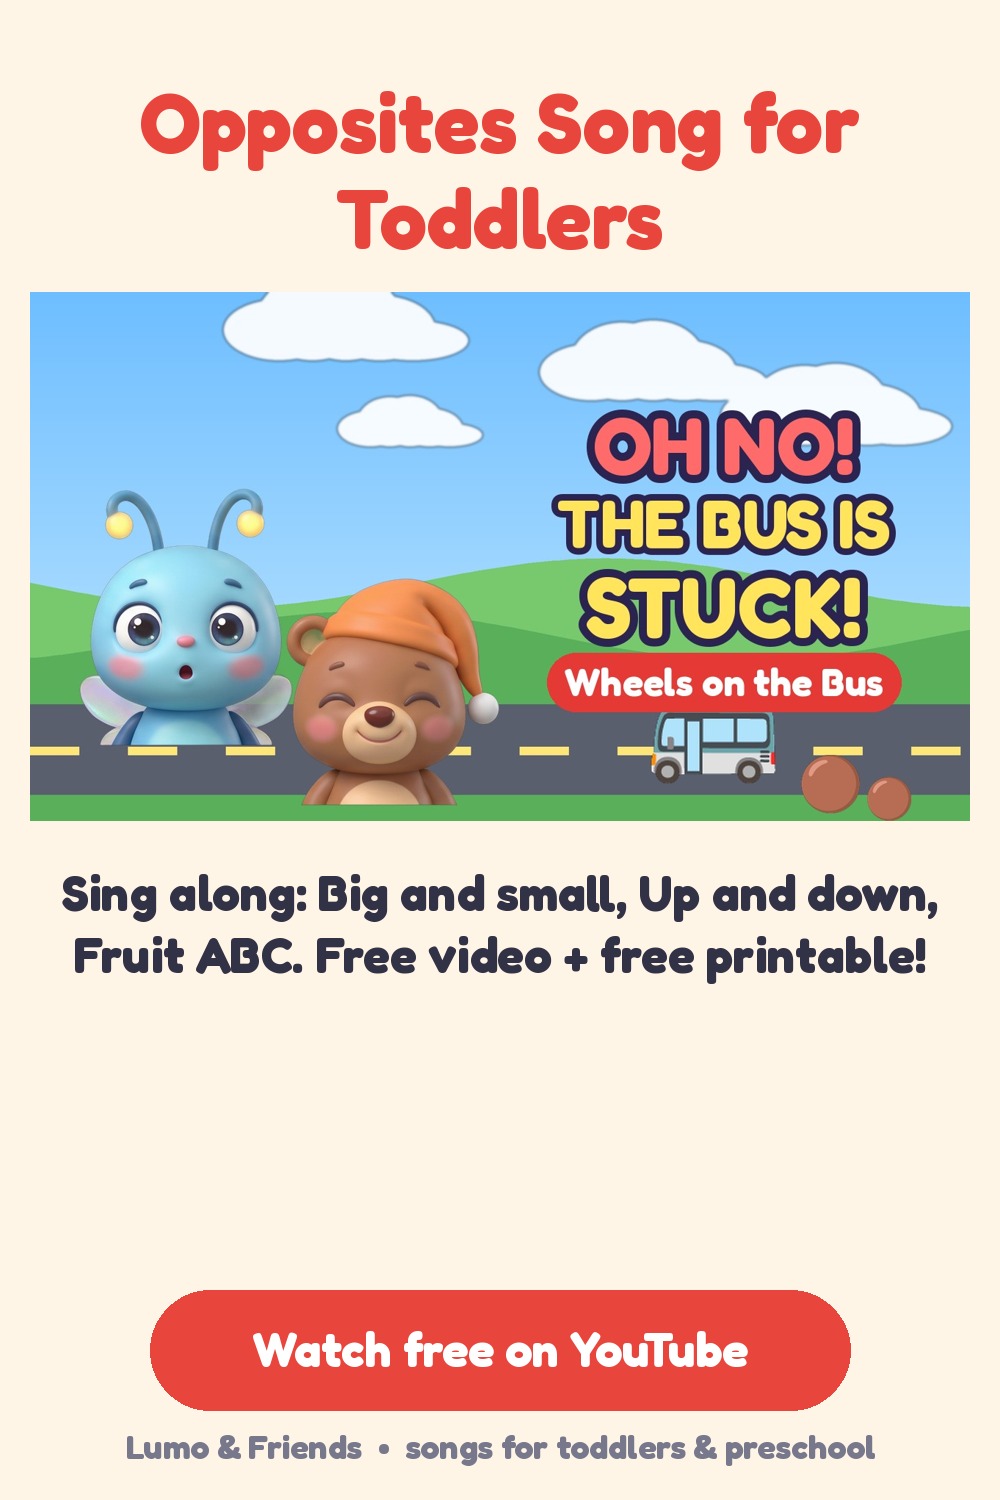 Opposites Song for
Toddlers
OH NO!
THE BUS IS
STUCK!
Wheels on the Bus
Sing along: Big and small, Up and down,
Fruit ABC. Free video + free printable!
Watch free on YouTube
Lumo & Friends • songs for toddlers & preschool